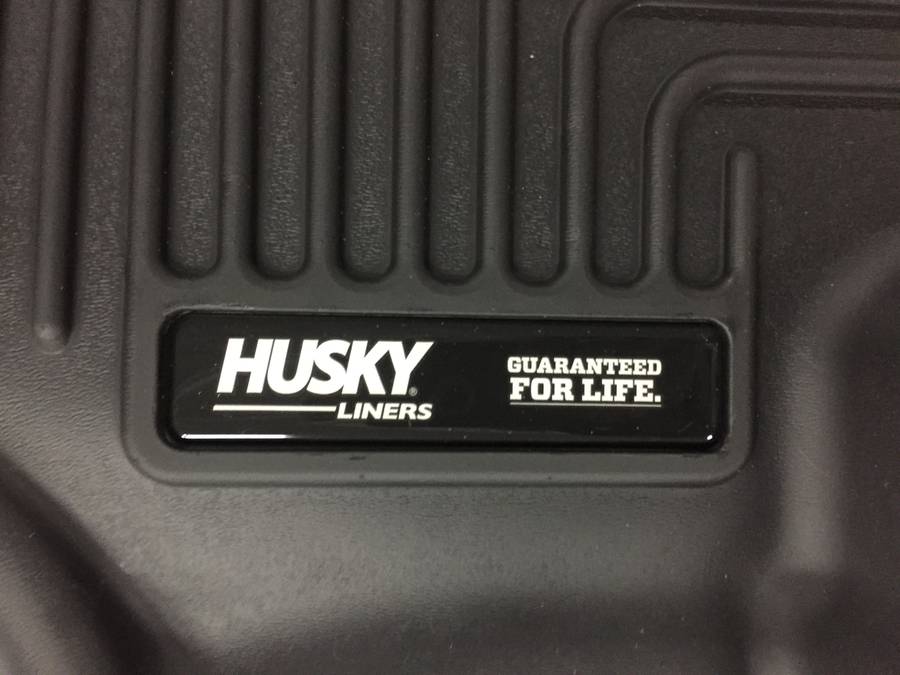 HUSKY®
LINERS
GUARANTEED
FOR LIFE.